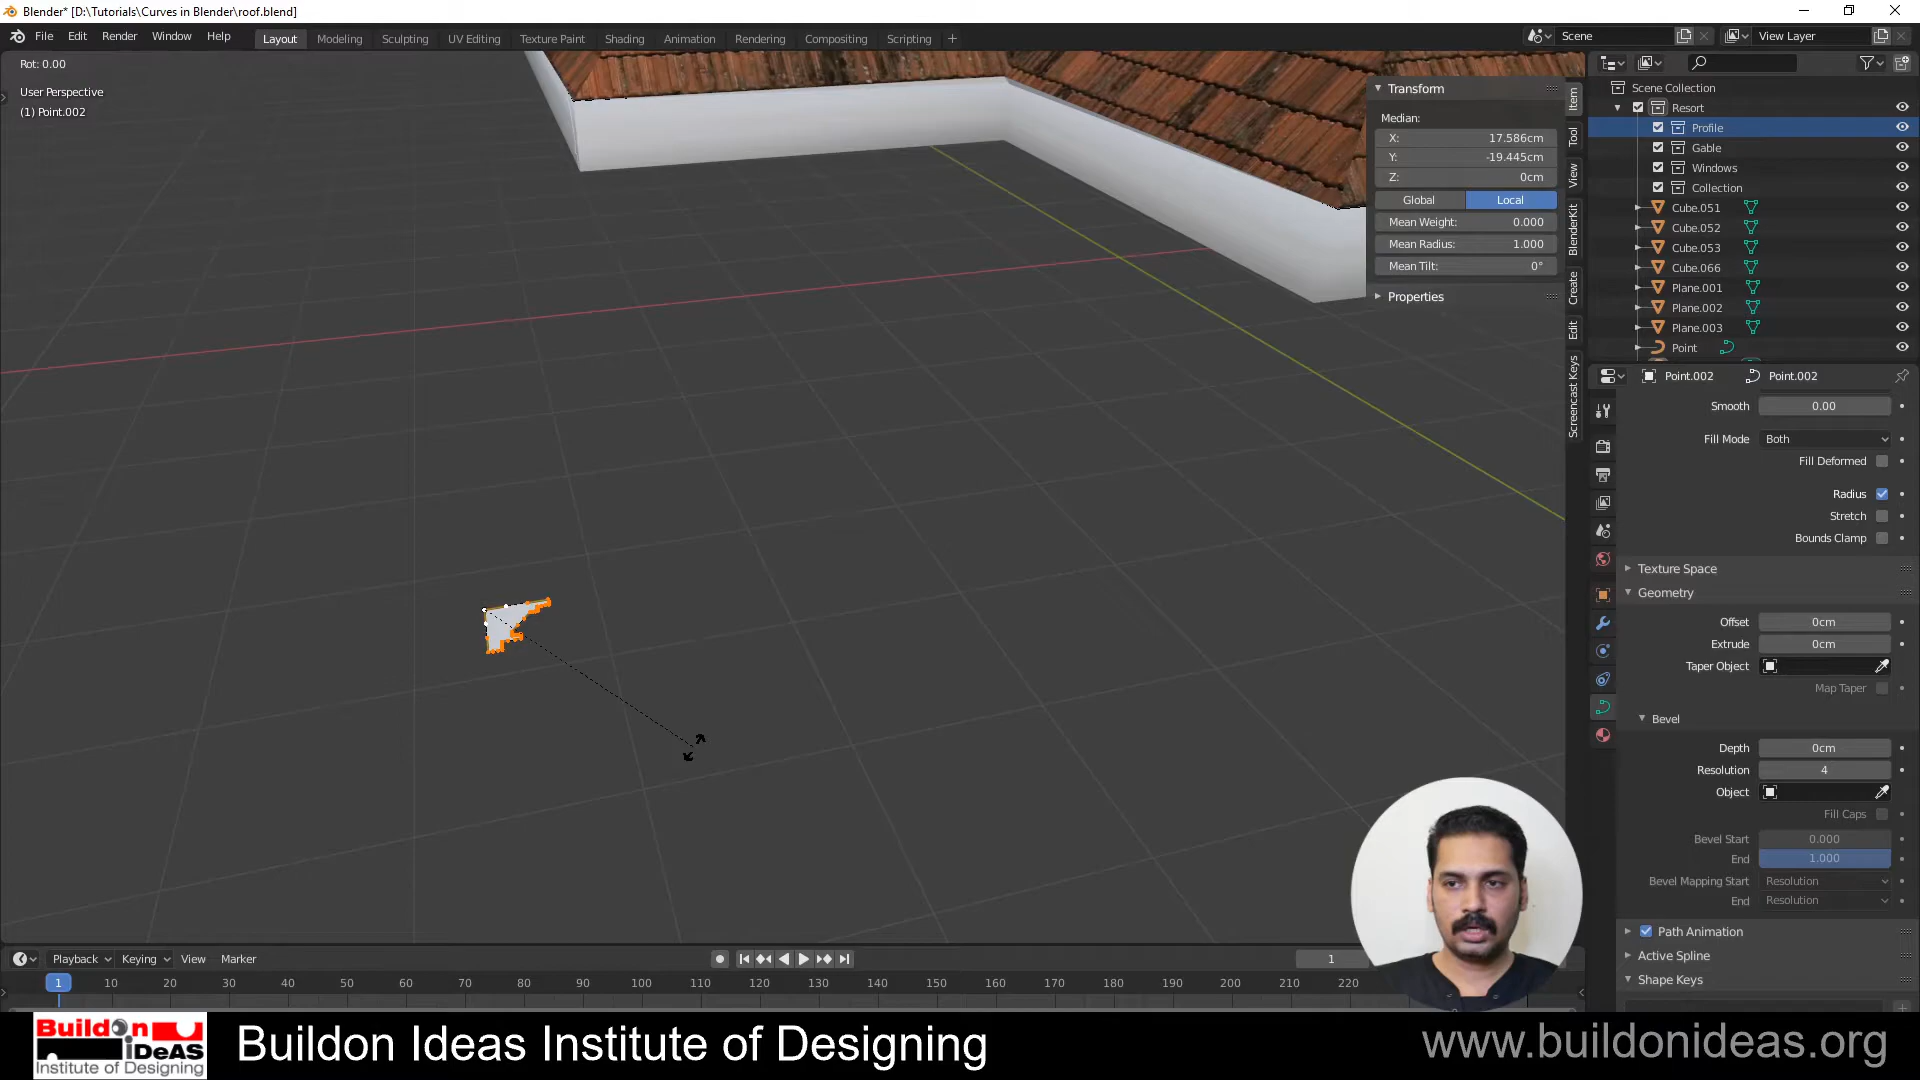 Blender* [D:\Tutorials\Curves in Blender\roof.blend]
File Edit Render Window Help
Layout Modeling Sculpting UV Editing Texture Paint Shading Animation Rendering Compositing Scripting +
Scene
View Layer
Rot: 0.00
User Perspective
(1) Point.002
Transform
Median:
X: 17.586cm
Y: -19.445cm
Z: 0cm
Global Local
Mean Weight: 0.000
Mean Radius: 1.000
Mean Tilt: 0°
Properties
Item
Tool
View
BlenderKit
Create
Edit
Screencast Keys
Scene Collection
Resort
Profile
Gable
Windows
Collection
Cube.051
Cube.052
Cube.053
Cube.066
Plane.001
Plane.002
Plane.003
Point
Point.002 Point.002
Smooth 0.00
Fill Mode Both
Fill Deformed
Radius
Stretch
Bounds Clamp
Texture Space
Geometry
Offset 0cm
Extrude 0cm
Taper Object
Map Taper
Bevel
Depth 0cm
Resolution 4
Object
Fill Caps
Bevel Start 0.000
End 1.000
Bevel Mapping Start Resolution
End Resolution
Path Animation
Active Spline
Shape Keys
Playback Keying View Marker
1
1 10 20 30 40 50 60 70 80 90 100 110 120 130 140 150 160 170 180 190 200 210 220
Buildon
IDeAS
Institute of Designing
Buildon Ideas Institute of Designing
www.buildonideas.org